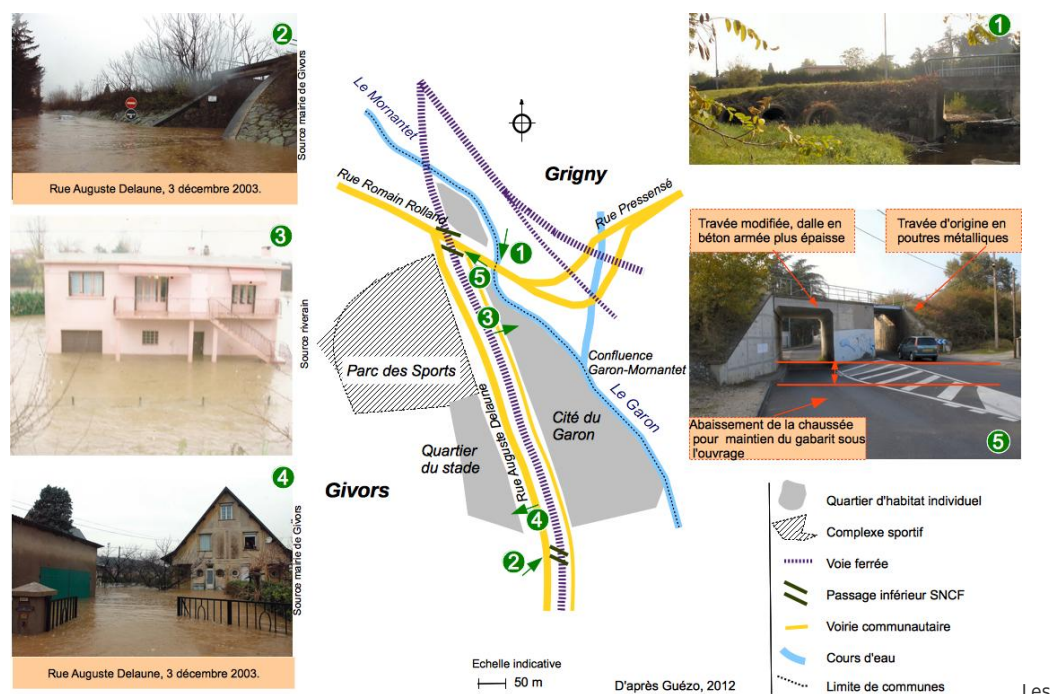 2
Source mairie de Givors
Rue Auguste Delaune, 3 décembre 2003.
3
Source riverain
4
Source mairie de Givors
Rue Auguste Delaune, 3 décembre 2003.
Le Mornantet
Grigny
Rue Romain Rolland
Rue Pressensé
1
5
3
Parc des Sports
Confluence
Garon-Mornantet
Le Garon
Rue Auguste Delaune
Cité du
Garon
Quartier
du stade
Givors
4
2
Echelle indicative
50 m
D'après Guézo, 2012
1
Travée modifiée, dalle en
béton armée plus épaisse
Travée d'origine en
poutres métalliques
Abaissement de la chaussée
pour maintien du gabarit sous
l'ouvrage
5
Quartier d'habitat individuel
Complexe sportif
Voie ferrée
Passage inférieur SNCF
Voirie communautaire
Cours d'eau
Limite de communes
Les